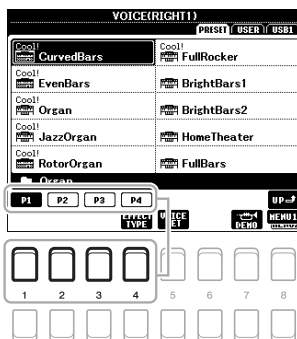 VOICE(RIGHT1)
PRESET USER USB1
Cool! CurvedBars
Cool! FullRocker
Cool! EvenBars
BrightBars1
Cool! Organ
BrightBars2
Cool! JazzOrgan
HomeTheater
Cool! RotorOrgan
FullBars
Organ
P1 P2 P3 P4
UP
EFFECT TYPE
VOICE SET
DEMO
MENU1
1 2 3 4 5 6 7 8